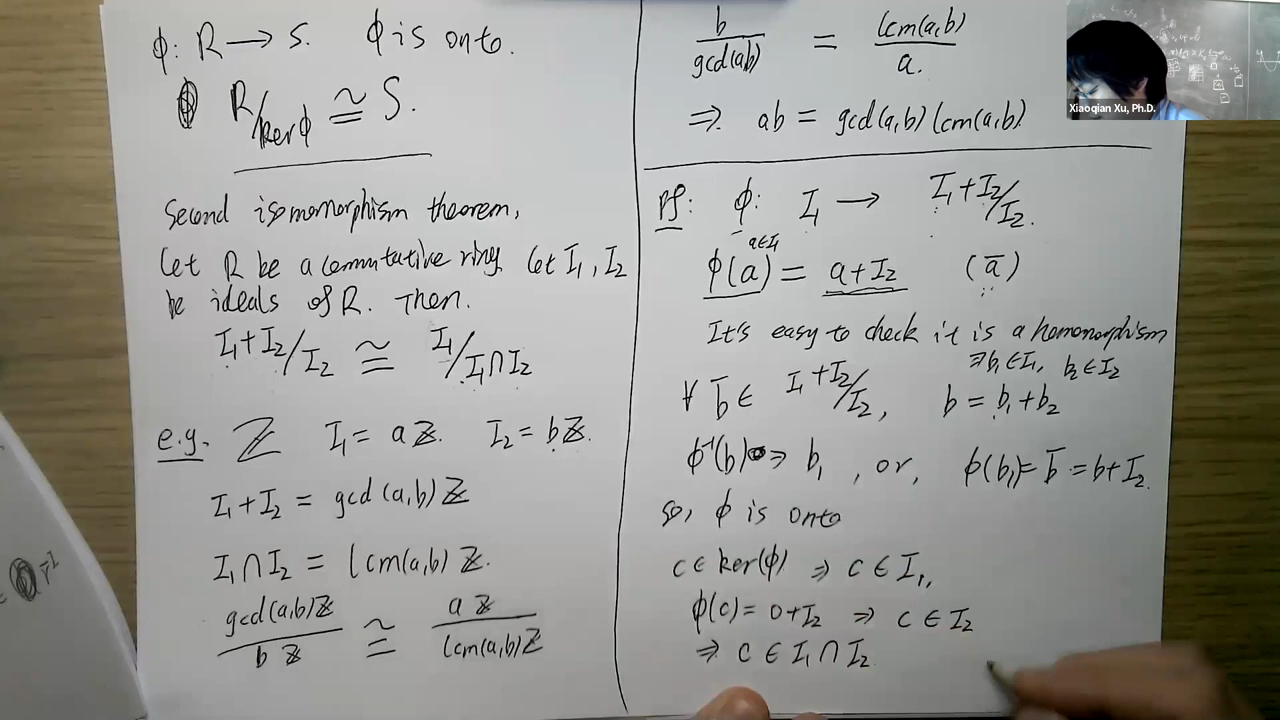 ϕ: R → S. ϕ is onto.
R/kerϕ ≅ S.
Second isomomorphism theorem,
Let R be a commutative ring. Let I₁, I₂
be ideals of R. Then.
I₁+I₂/I₂ ≅ I₁/I₁∩I₂
e.g. ℤ I₁ = aℤ. I₂ = bℤ.
I₁+I₂ = gcd(a,b)ℤ
I₁∩I₂ = lcm(a,b)ℤ.
gcd(a,b)ℤ/bℤ ≅ aℤ/lcm(a,b)ℤ
b/gcd(ab) = lcm(a,b)/a.
⇒. ab = gcd(a,b) lcm(a,b)
Pf: ϕ: I₁ → I₁+I₂/I₂.
a∈I₁
ϕ(a) = a+I₂ (ā)
It's easy to check it is a homomorphism
∃b₁∈I₁, b₂∈I₂
∀ b̄ ∈ I₁+I₂/I₂, b = b₁+b₂
ϕ⁻¹(b) ⇒ b₁, or, ϕ(b₁) = b̄ = b+I₂.
so, ϕ is onto
c∈ker(ϕ) ⇒ c∈I₁,
ϕ(c) = 0+I₂ ⇒ c∈I₂
⇒ c∈I₁∩I₂
Xiaoqian Xu, Ph.D.